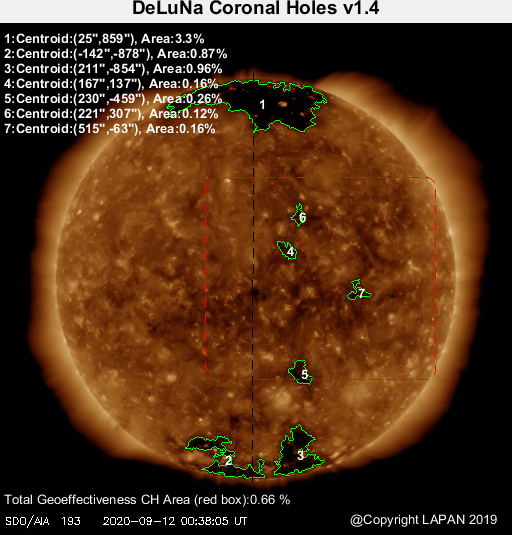 DeLuNa Coronal Holes v1.4
1:Centroid:(25",859"), Area:3.3%
2:Centroid:(-142",-878"), Area:0.87%
3:Centroid:(211",-854"), Area:0.96%
4:Centroid:(167",137"), Area:0.16%
5:Centroid:(230",-459"), Area:0.26%
6:Centroid:(221",307"), Area:0.12%
7:Centroid:(515",-63"), Area:0.16%
1
6
4
7
5
3
2
Total Geoeffectiveness CH Area (red box):0.66 %
SDO/AIA 193 2020-09-12 00:38:05 UT
@Copyright LAPAN 2019